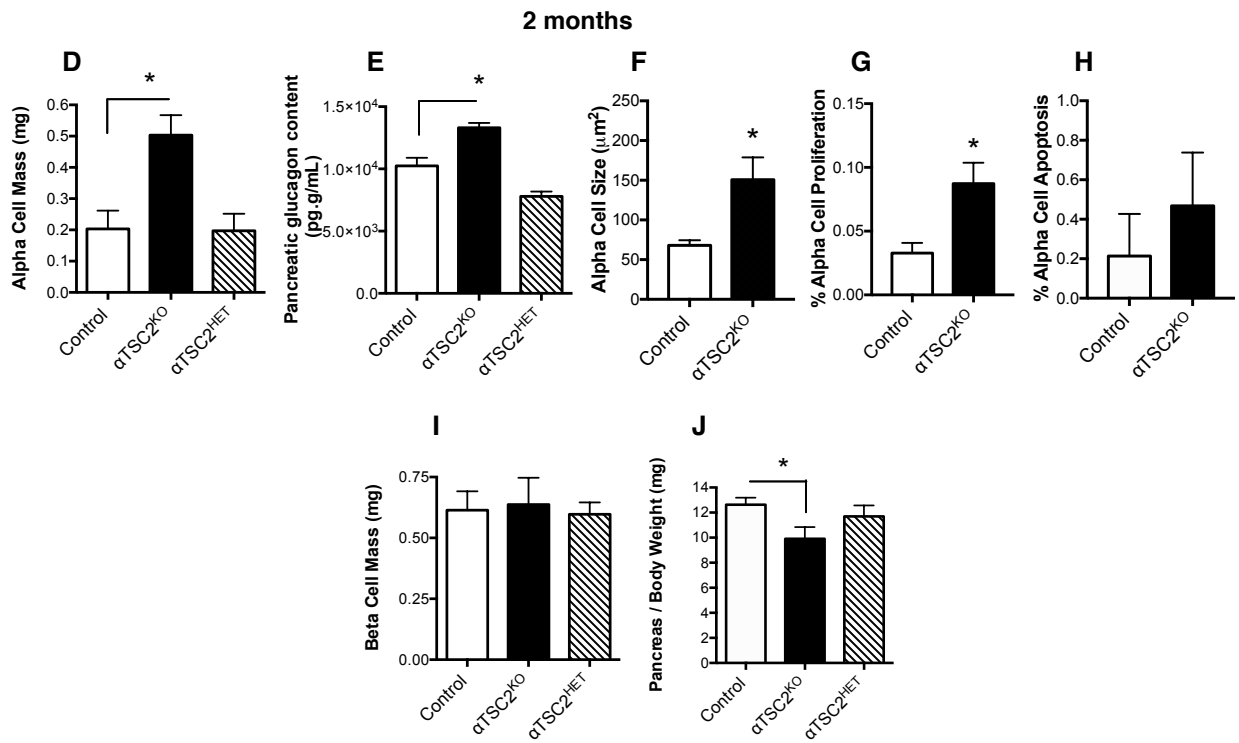 2 months
D
Alpha Cell Mass (mg)
0.6
0.5
0.4
0.3
0.2
0.1
0.0
*
Control
αTSC2KO
αTSC2HET
E
Pancreatic glucagon content
(pg.g/mL)
1.5×10⁴
1.0×10⁴
5.0×10³
0.0
*
Control
αTSC2KO
αTSC2HET
F
Alpha Cell Size (µm²)
250
200
150
100
50
0
*
Control
αTSC2KO
G
% Alpha Cell Proliferation
0.15
0.10
0.05
0.00
*
Control
αTSC2KO
H
% Alpha Cell Apoptosis
1.0
0.8
0.6
0.4
0.2
0.0
Control
αTSC2KO
I
Beta Cell Mass (mg)
0.75
0.50
0.25
0.00
Control
αTSC2KO
αTSC2HET
J
Pancreas / Body Weight (mg)
14
12
10
8
6
4
2
0
*
Control
αTSC2KO
αTSC2HET